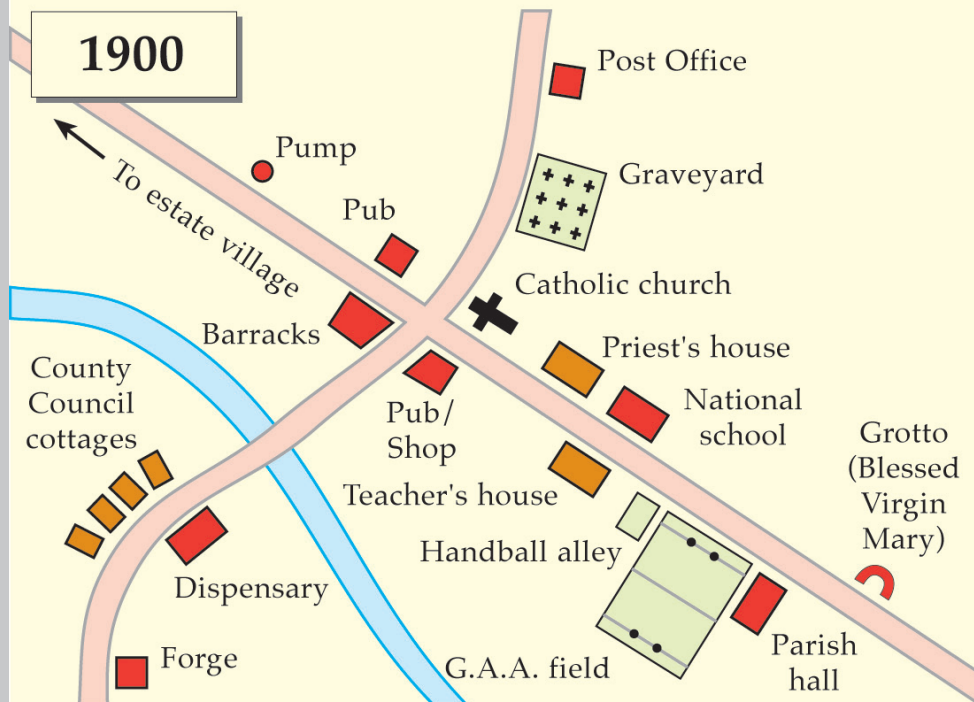 1900
Post Office
Pump
Graveyard
To estate village
Pub
Catholic church
Barracks
Priest's house
County
Council
cottages
Pub/
Shop
National
school
Grotto
(Blessed
Virgin
Mary)
Teacher's house
Handball alley
Dispensary
Forge
G.A.A. field
Parish
hall